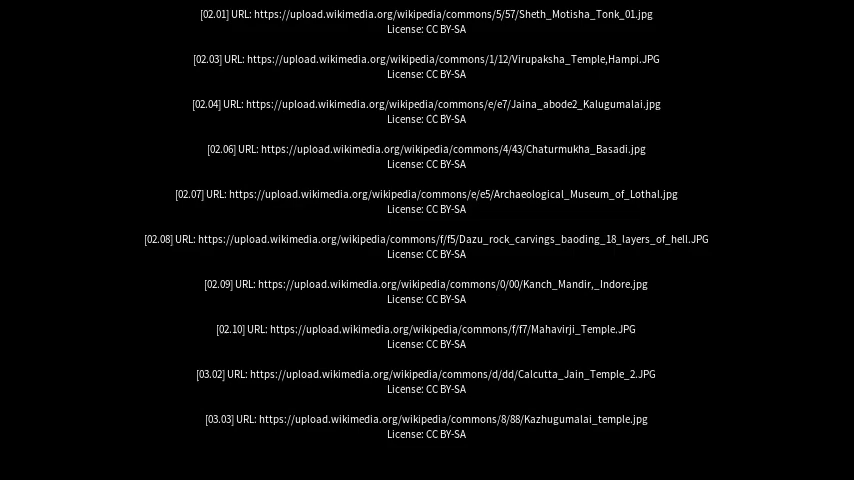 [02.01] URL: https://upload.wikimedia.org/wikipedia/commons/5/57/Sheth_Motisha_Tonk_01.jpg
License: CC BY-SA
[02.03] URL: https://upload.wikimedia.org/wikipedia/commons/1/12/Virupaksha_Temple,Hampi.JPG
License: CC BY-SA
[02.04] URL: https://upload.wikimedia.org/wikipedia/commons/e/e7/Jaina_abode2_Kalugumalai.jpg
License: CC BY-SA
[02.06] URL: https://upload.wikimedia.org/wikipedia/commons/4/43/Chaturmukha_Basadi.jpg
License: CC BY-SA
[02.07] URL: https://upload.wikimedia.org/wikipedia/commons/e/e5/Archaeological_Museum_of_Lothal.jpg
License: CC BY-SA
[02.08] URL: https://upload.wikimedia.org/wikipedia/commons/f/f5/Dazu_rock_carvings_baoding_18_layers_of_hell.JPG
License: CC BY-SA
[02.09] URL: https://upload.wikimedia.org/wikipedia/commons/0/00/Kanch_Mandir,_Indore.jpg
License: CC BY-SA
[02.10] URL: https://upload.wikimedia.org/wikipedia/commons/f/f7/Mahavirji_Temple.JPG
License: CC BY-SA
[03.02] URL: https://upload.wikimedia.org/wikipedia/commons/d/dd/Calcutta_Jain_Temple_2.JPG
License: CC BY-SA
[03.03] URL: https://upload.wikimedia.org/wikipedia/commons/8/88/Kazhugumalai_temple.jpg
License: CC BY-SA